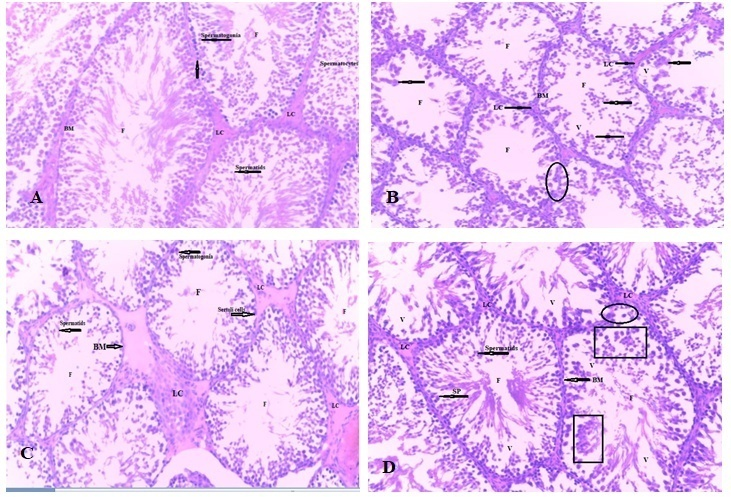 Spermatogonia F
Spermatocytes
BM F LC LC
Spermatids
A
F LC V
F F
LC BM
V
F
B
Spermatogonia
F LC
Sertoli cells F
Spermatids
BM
F
LC F LC
C
V LC LC
V
LC Spermatids V
F BM
SP F
V V
D